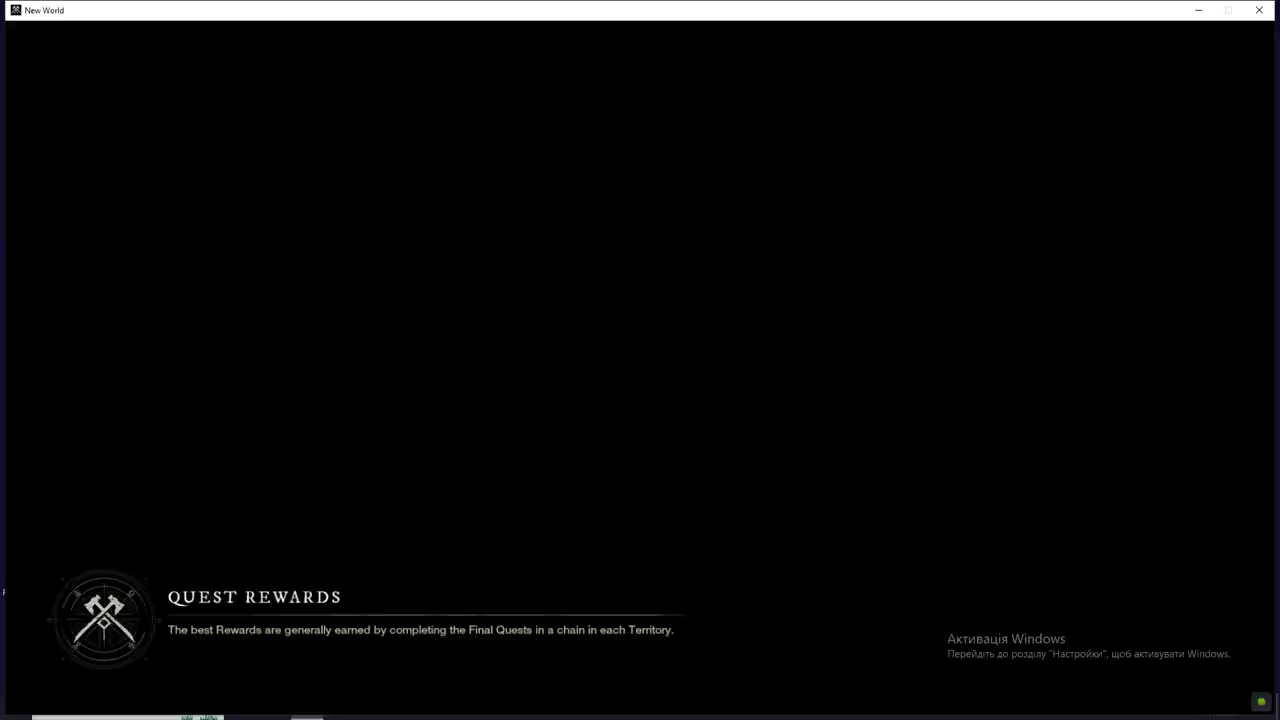 New World
QUEST REWARDS
The best Rewards are generally earned by completing the Final Quests in a chain in each Territory.
Активація Windows
Перейдіть до розділу "Настройки", щоб активувати Windows.